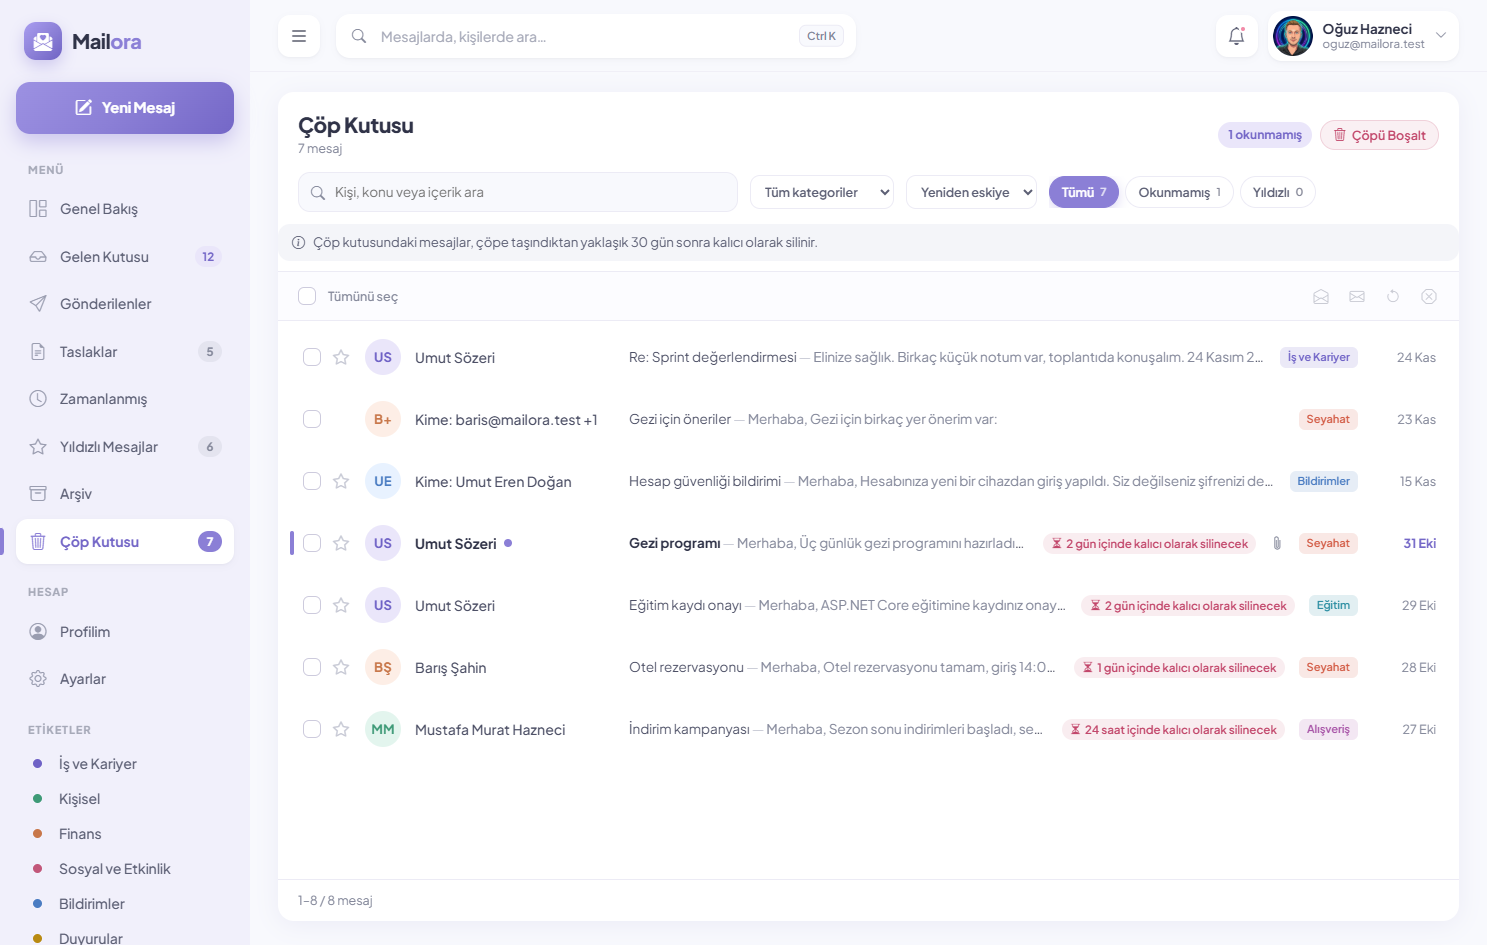 Mailora
Mesajlarda, kişilerde ara...
Ctrl K
Oğuz Hazneci
oguz@mailora.test
Yeni Mesaj
MENÜ
Genel Bakış
Gelen Kutusu 12
Gönderilenler
Taslaklar 5
Zamanlanmış
Yıldızlı Mesajlar 6
Arşiv
Çöp Kutusu 7
HESAP
Profilim
Ayarlar
ETİKETLER
İş ve Kariyer
Kişisel
Finans
Sosyal ve Etkinlik
Bildirimler
Duyurular
Çöp Kutusu
7 mesaj
1 okunmamış
Çöpü Boşalt
Kişi, konu veya içerik ara
Tüm kategoriler
Yeniden eskiye
Tümü 7
Okunmamış 1
Yıldızlı 0
Çöp kutusundaki mesajlar, çöpe taşındıktan yaklaşık 30 gün sonra kalıcı olarak silinir.
Tümünü seç
US Umut Sözeri Re: Sprint değerlendirmesi — Elinize sağlık. Birkaç küçük notum var, toplantıda konuşalım. 24 Kasım 2... İş ve Kariyer 24 Kas
B+ Kime: baris@mailora.test +1 Gezi için öneriler — Merhaba, Gezi için birkaç yer önerim var: Seyahat 23 Kas
UE Kime: Umut Eren Doğan Hesap güvenliği bildirimi — Merhaba, Hesabınıza yeni bir cihazdan giriş yapıldı. Siz değilseniz şifrenizi de... Bildirimler 15 Kas
US Umut Sözeri Gezi programı — Merhaba, Üç günlük gezi programını hazırladı... 2 gün içinde kalıcı olarak silinecek Seyahat 31 Eki
US Umut Sözeri Eğitim kaydı onayı — Merhaba, ASP.NET Core eğitimine kaydınız onay... 2 gün içinde kalıcı olarak silinecek Eğitim 29 Eki
BŞ Barış Şahin Otel rezervasyonu — Merhaba, Otel rezervasyonu tamam, giriş 14:0... 1 gün içinde kalıcı olarak silinecek Seyahat 28 Eki
MM Mustafa Murat Hazneci İndirim kampanyası — Merhaba, Sezon sonu indirimleri başladı, se... 24 saat içinde kalıcı olarak silinecek Alışveriş 27 Eki
1–8 / 8 mesaj